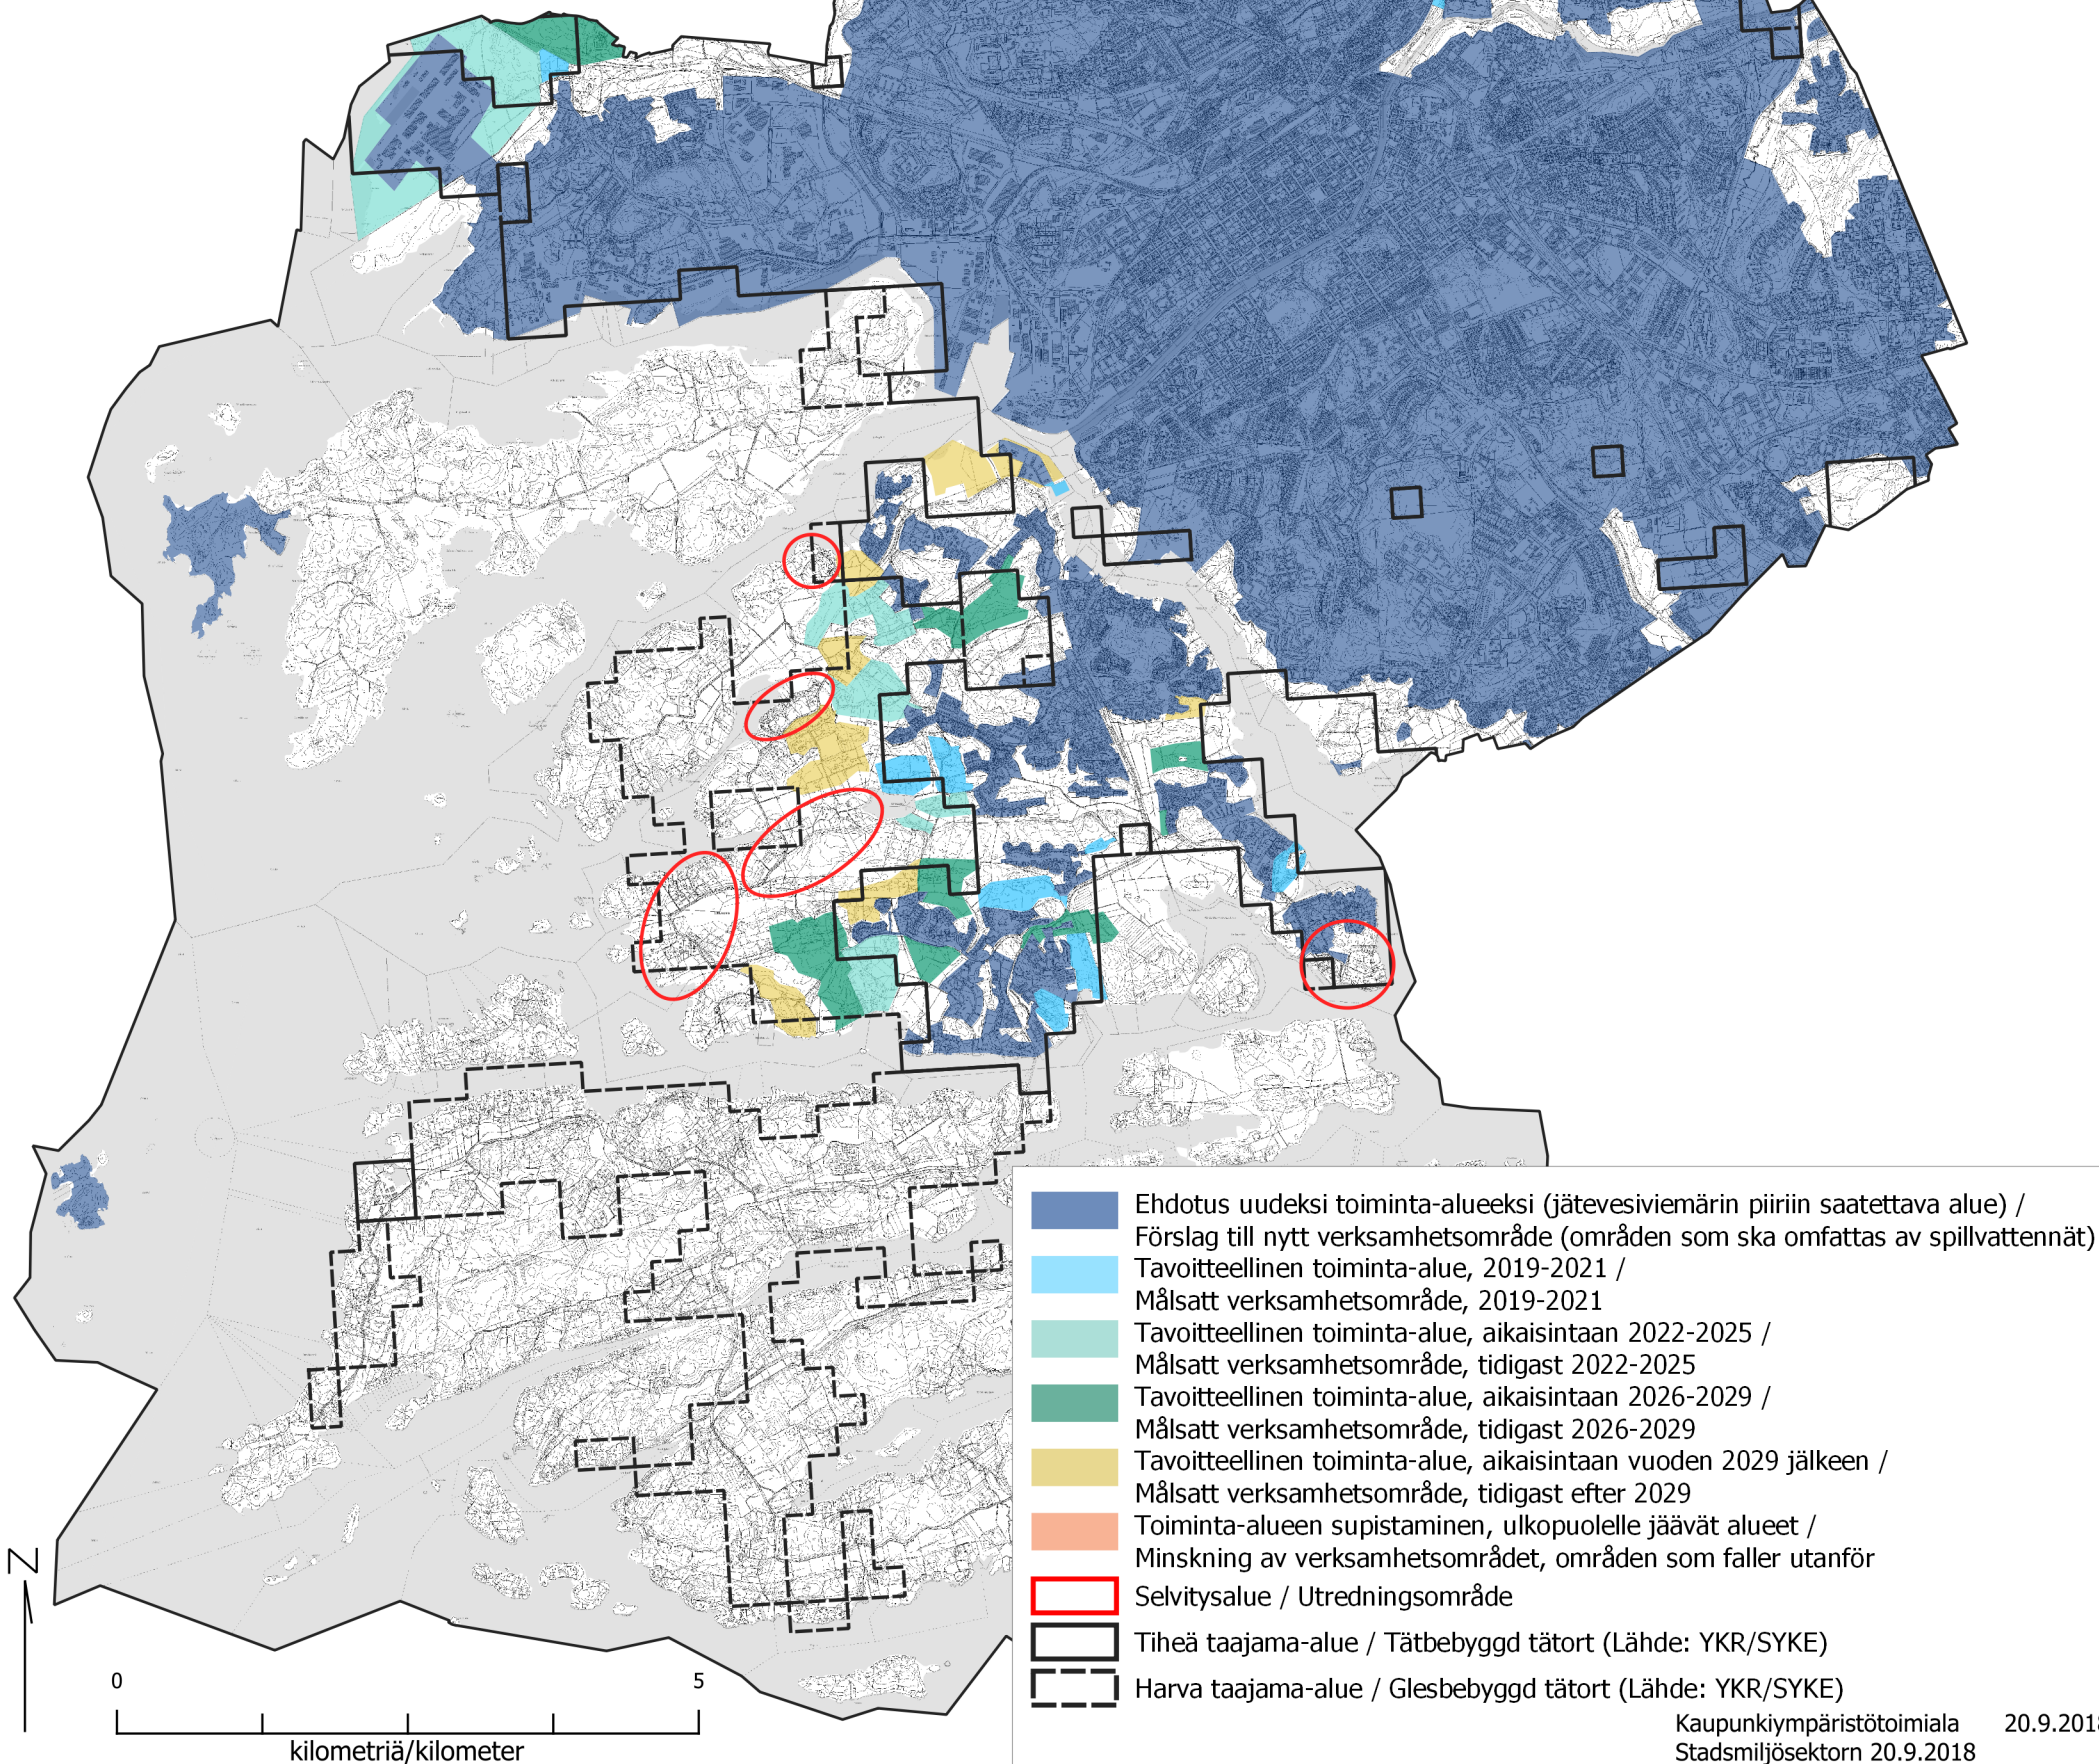 Ehdotus uudeksi toiminta-alueeksi (jätevesiviemärin piiriin saatettava alue) /
Förslag till nytt verksamhetsområde (områden som ska omfattas av spillvattennät)
Tavoitteellinen toiminta-alue, 2019-2021 /
Målsatt verksamhetsområde, 2019-2021
Tavoitteellinen toiminta-alue, aikaisintaan 2022-2025 /
Målsatt verksamhetsområde, tidigast 2022-2025
Tavoitteellinen toiminta-alue, aikaisintaan 2026-2029 /
Målsatt verksamhetsområde, tidigast 2026-2029
Tavoitteellinen toiminta-alue, aikaisintaan vuoden 2029 jälkeen /
Målsatt verksamhetsområde, tidigast efter 2029
Toiminta-alueen supistaminen, ulkopuolelle jäävät alueet /
Minskning av verksamhetsområdet, områden som faller utanför
Selvitysalue / Utredningsområde
Tiheä taajama-alue / Tätbebyggd tätort (Lähde: YKR/SYKE)
Harva taajama-alue / Glesbebyggd tätort (Lähde: YKR/SYKE)
Kaupunkiympäristötoimiala 20.9.2018
Stadsmiljösektorn 20.9.2018
N
0 5
kilometriä/kilometer